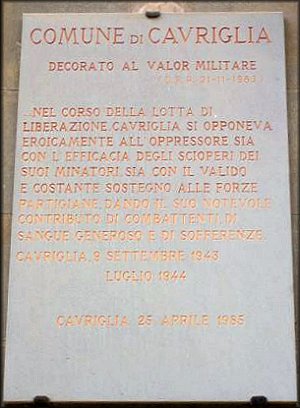 COMUNE DI CAVRIGLIA
DECORATO AL VALOR MILITARE
(D.P.R. 21-11-1983)
..NEL CORSO DELLA LOTTA DI
LIBERAZIONE, CAVRIGLIA SI OPPONEVA
EROICAMENTE ALL'OPPRESSORE SIA
CON L'EFFICACIA DEGLI SCIOPERI DEI
SUOI MINATORI, SIA CON IL VALIDO
E COSTANTE SOSTEGNO ALLE FORZE
PARTIGIANE, DANDO IL SUO NOTEVOLE
CONTRIBUTO DI COMBATTENTI, DI
SANGUE GENEROSO E DI SOFFERENZE.
CAVRIGLIA, 9 SETTEMBRE 1943
LUGLIO 1944
CAVRIGLIA 25 APRILE 1985